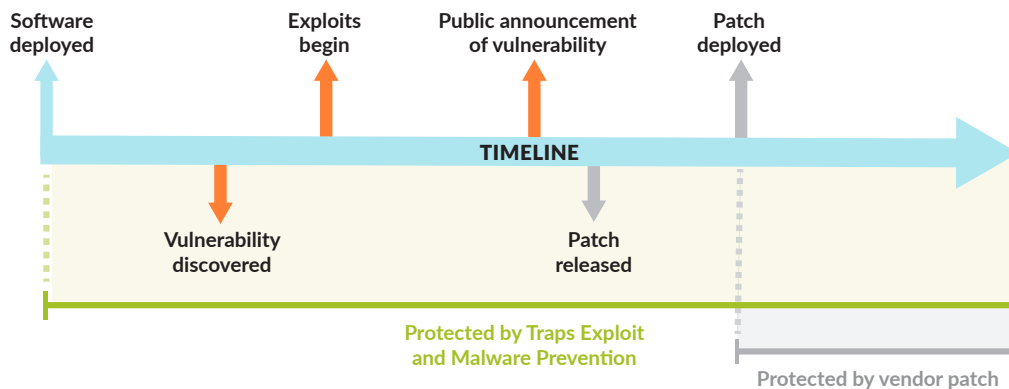 Software
deployed
Exploits
begin
Public announcement
of vulnerability
Patch
deployed
TIMELINE
Vulnerability
discovered
Patch
released
Protected by Traps Exploit
and Malware Prevention
Protected by vendor patch